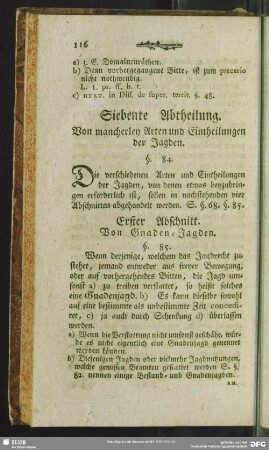 116
a) z. E. Domainenräthen.
b) Denn vorhergegangene Bitte, ist zum precario
nicht nothwendig.
L. 1. pr. ff. h. t.
c) HERT. in Diss. de super. territ. §. 48.
Siebente Abtheilung.
Von mancherley Arten und Eintheilungen
der Jagden.
§. 84.
Die verschiedenen Arten und Eintheilungen
der Jagden, von denen etwas beyzubrin-
gen erforderlich ist, sollen in nachstehenden vier
Abschnitten abgehandelt werden. S. §. 68. §. 85.
Erster Abschnitt.
Von Gnaden-Jagden.
§. 85.
Wenn derjenige, welchem das Jagdrecht zu-
stehet, jemand entweder aus freyer Bewegung,
oder auf vorhergehendes Bitten, die Jagd um-
sonst a) zu treiben verstattet, so heißt solches
eine Gnadenjagd. b) Es kann dieselbe sowohl
auf eine bestimmte als unbestimmte Zeit concedi-
ret, c) ja auch durch Schenkung d) überlassen
werden.
a) Wenn die Verstattung nicht umsonst geschähe, wür-
de es nicht eigentlich eine Gnadenjagd genennet
werden können.
b) Diejenigen Jagden oder vielmehr Jagdnutzungen,
welche gewissen Beamten gestattet werden S. §.
82. nennen einige Bestand- und Gnadenjagden.
SLUB
DFG